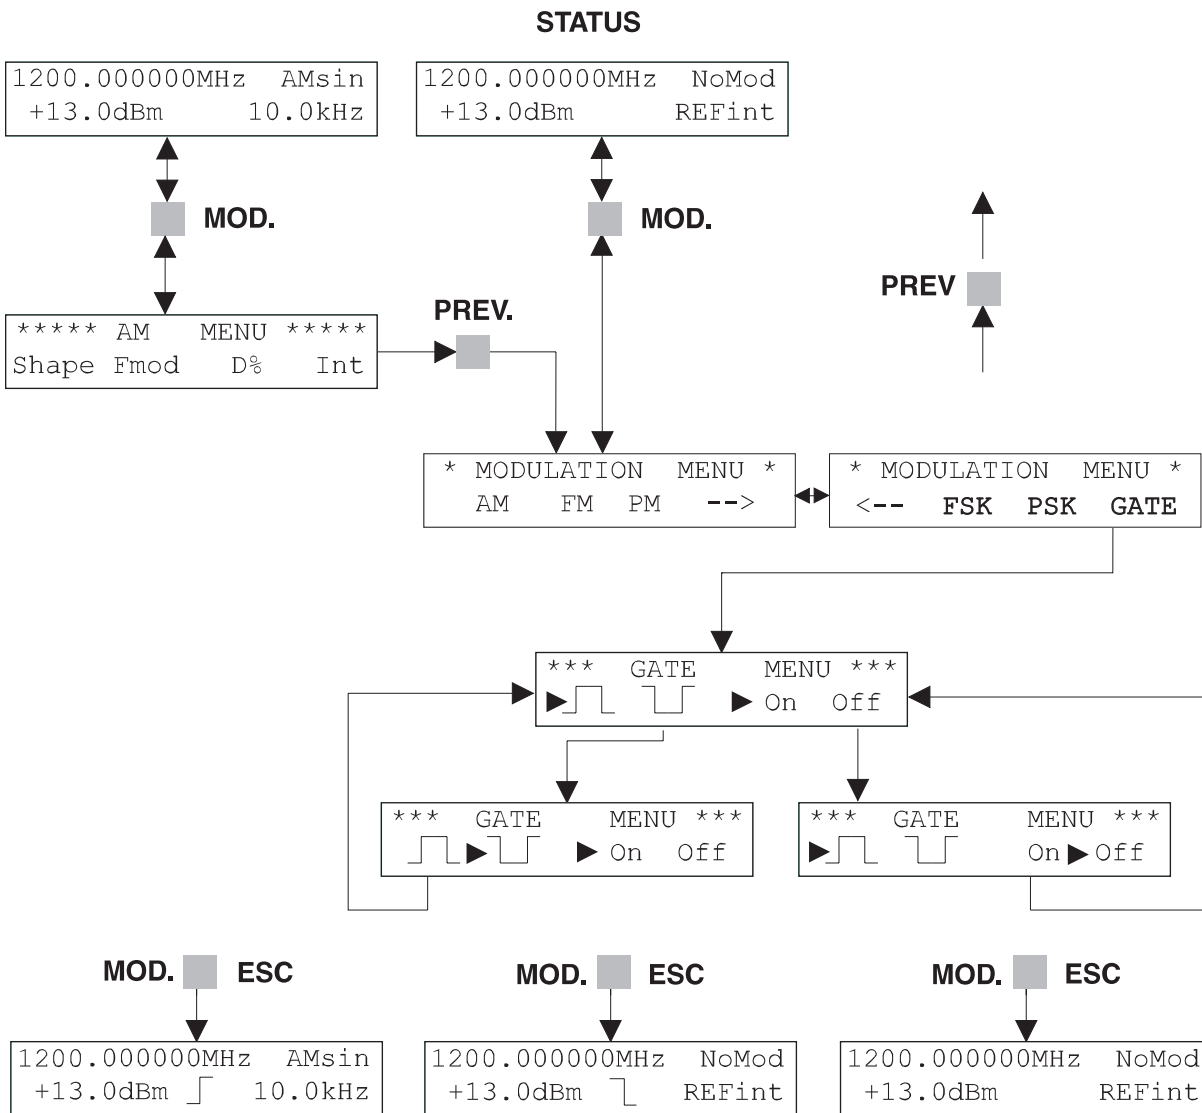 STATUS
1200.000000MHz AMsin
+13.0dBm 10.0kHz
1200.000000MHz NoMod
+13.0dBm REFint
MOD.
MOD.
PREV
PREV.
***** AM MENU *****
Shape Fmod D% Int
* MODULATION MENU *
AM FM PM -->
* MODULATION MENU *
<-- FSK PSK GATE
*** GATE MENU ***
On Off
*** GATE MENU ***
On Off
*** GATE MENU ***
On Off
MOD. ESC
MOD. ESC
MOD. ESC
1200.000000MHz AMsin
+13.0dBm 10.0kHz
1200.000000MHz NoMod
+13.0dBm REFint
1200.000000MHz NoMod
+13.0dBm REFint